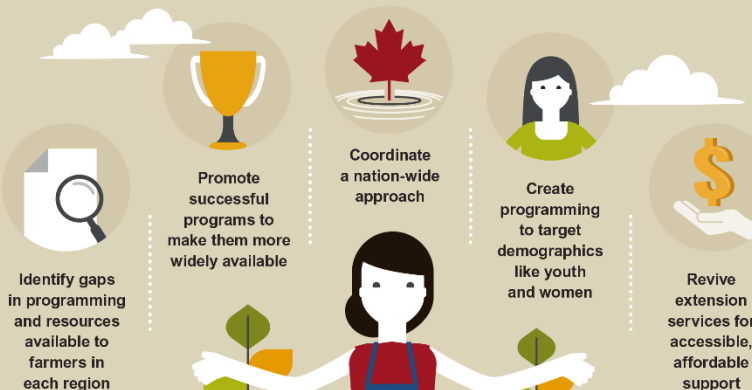 Identify gaps
in programming
and resources
available to
farmers in
each region
Promote
successful
programs to
make them more
widely available
Coordinate
a nation-wide
approach
Create
programming
to target
demographics
like youth
and women
$
Revive
extension
services for
accessible,
affordable
support